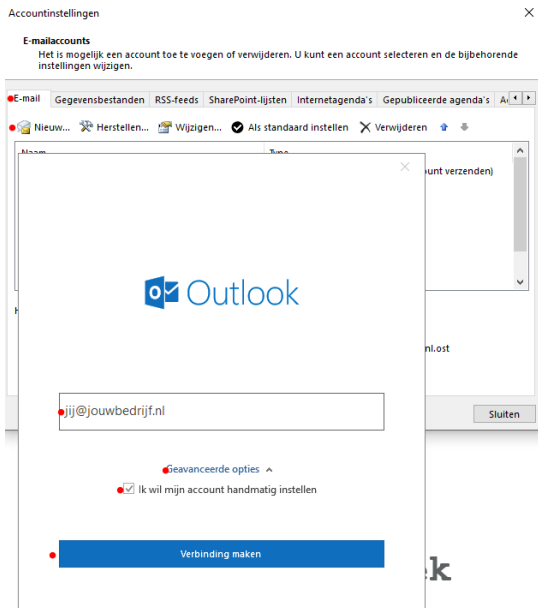 Accountinstellingen
E-mailaccounts
Het is mogelijk een account toe te voegen of verwijderen. U kunt een account selecteren en de bijbehorende
instellingen wijzigen.
E-mail Gegevensbestanden RSS-feeds SharePoint-lijsten Internetagenda's Gepubliceerde agenda's
Nieuw... Herstellen... Wijzigen... Als standaard instellen Verwijderen
Naam Type
ount verzenden)
Outlook
nl.ost
jij@jouwbedrijf.nl
Sluiten
Geavanceerde opties
Ik wil mijn account handmatig instellen
Verbinding maken
k